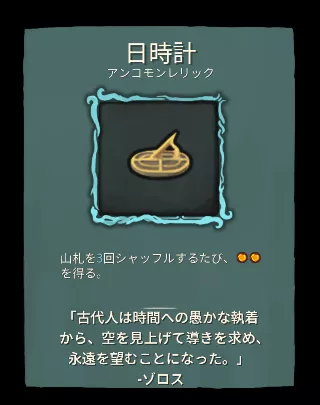 日時計
アンコモンレリック
山札を3回シャッフルするたび、
を得る。
「古代人は時間への愚かな執着
から、空を見上げて導きを求め、
永遠を望むことになった。」
-ゾロス